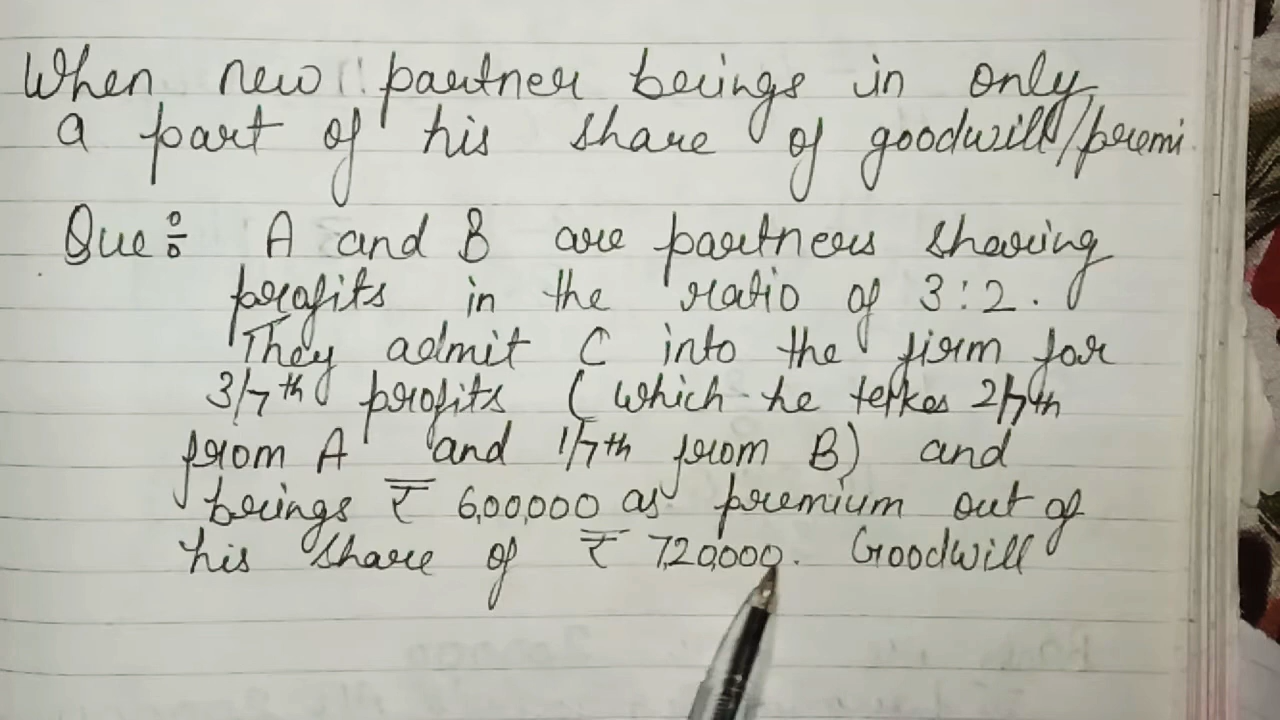 When new partner brings in only
a part of his share of goodwill/premi
Que : A and B are partners sharing
profits in the ratio of 3:2.
They admit C into the firm for
3/7th profits ( which he takes 2/7th
from A and 1/7th from B) and
brings ₹ 6,00,000 as premium out of
his share of ₹ 7,20,000. Goodwill